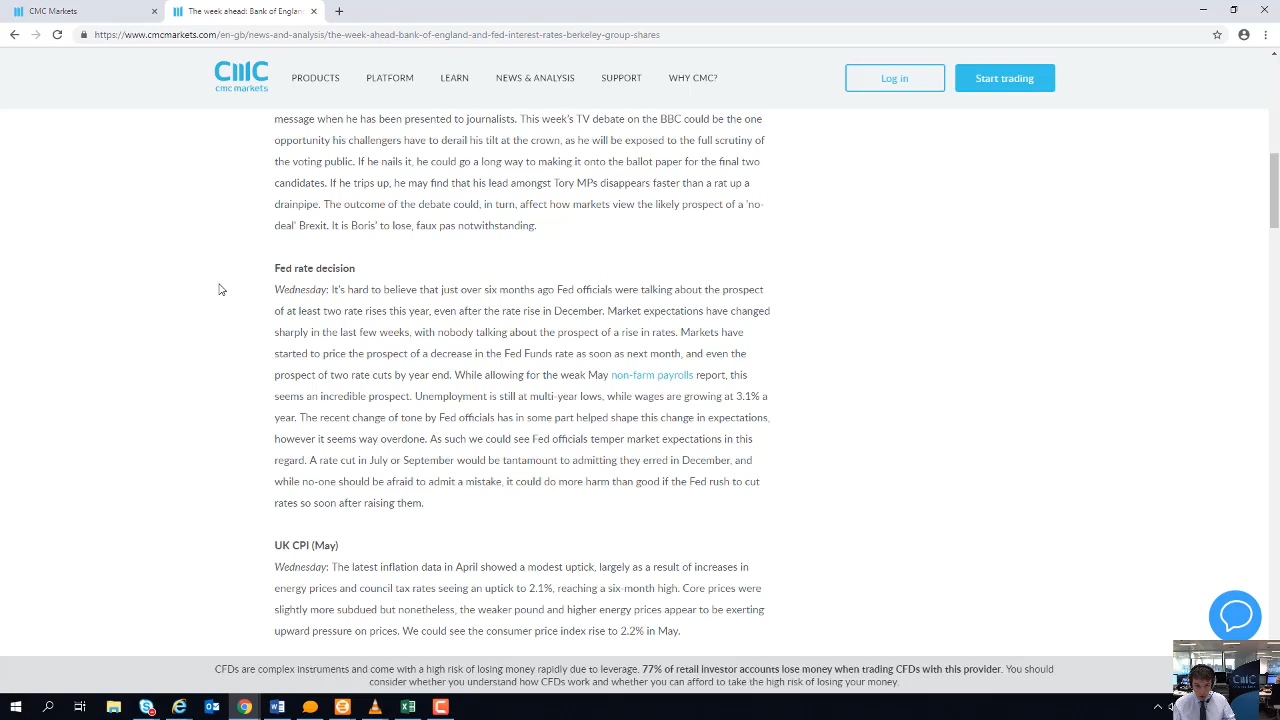 CMC Markets
The week ahead: Bank of Englan
https://www.cmcmarkets.com/en-gb/news-and-analysis/the-week-ahead-bank-of-england-and-fed-interest-rates-berkeley-group-shares
cmc markets
PRODUCTS PLATFORM LEARN NEWS & ANALYSIS SUPPORT WHY CMC? Log in Start trading
message when he has been presented to journalists. This week's TV debate on the BBC could be the one
opportunity his challengers have to derail his tilt at the crown, as he will be exposed to the full scrutiny of
the voting public. If he nails it, he could go a long way to making it onto the ballot paper for the final two
candidates. If he trips up, he may find that his lead amongst Tory MPs disappears faster than a rat up a
drainpipe. The outcome of the debate could, in turn, affect how markets view the likely prospect of a 'no-
deal' Brexit. It is Boris' to lose, faux pas notwithstanding.
Fed rate decision
Wednesday: It's hard to believe that just over six months ago Fed officials were talking about the prospect
of at least two rate rises this year, even after the rate rise in December. Market expectations have changed
sharply in the last few weeks, with nobody talking about the prospect of a rise in rates. Markets have
started to price the prospect of a decrease in the Fed Funds rate as soon as next month, and even the
prospect of two rate cuts by year end. While allowing for the weak May non-farm payrolls report, this
seems an incredible prospect. Unemployment is still at multi-year lows, while wages are growing at 3.1% a
year. The recent change of tone by Fed officials has in some part helped shape this change in expectations,
however it seems way overdone. As such we could see Fed officials temper market expectations in this
regard. A rate cut in July or September would be tantamount to admitting they erred in December, and
while no-one should be afraid to admit a mistake, it could do more harm than good if the Fed rush to cut
rates so soon after raising them.
UK CPI (May)
Wednesday: The latest inflation data in April showed a modest uptick, largely as a result of increases in
energy prices and council tax rates seeing an uptick to 2.1%, reaching a six-month high. Core prices were
slightly more subdued but nonetheless, the weaker pound and higher energy prices appear to be exerting
upward pressure on prices. We could see the consumer price index rise to 2.2% in May.
CFDs are complex instruments and come with a high risk of losing money rapidly due to leverage. 77% of retail investor accounts lose money when trading CFDs with this provider. You should
consider whether you understand how CFDs work and whether you can afford to take the high risk of losing your money.
CMC